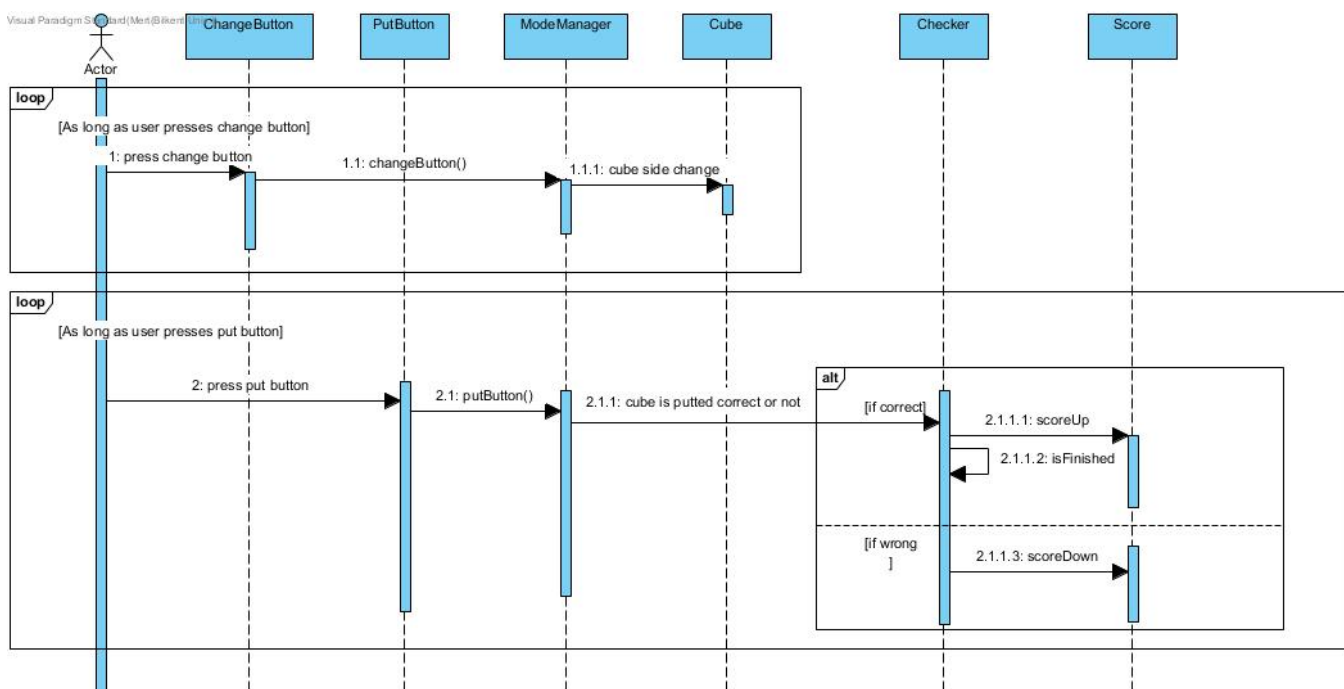 Visual Paradigm Standard(Mert(Bilkent
ChangeButton
PutButton
ModeManager
Cube
Checker
Score
Actor
loop
[As long as user presses change button]
1: press change button
1.1: changeButton()
1.1.1: cube side change
loop
[As long as user presses put button]
2: press put button
2.1: putButton()
2.1.1: cube is putted correct or not
alt
[if correct]
2.1.1.1: scoreUp
2.1.1.2: isFinished
[if wrong
]
2.1.1.3: scoreDown